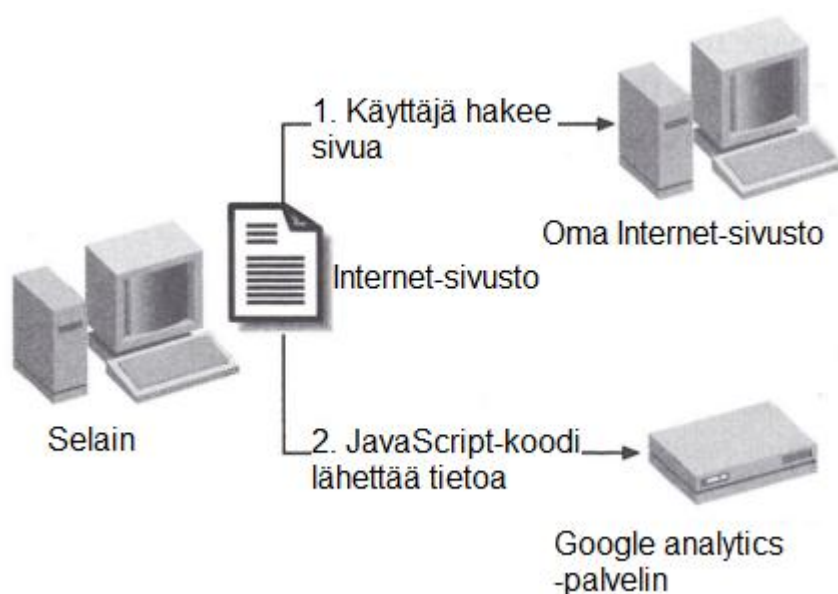 1. Käyttäjä hakee
sivua
Oma Internet-sivusto
Internet-sivusto
Selain
2. JavaScript-koodi
lähettää tietoa
Google analytics
-palvelin